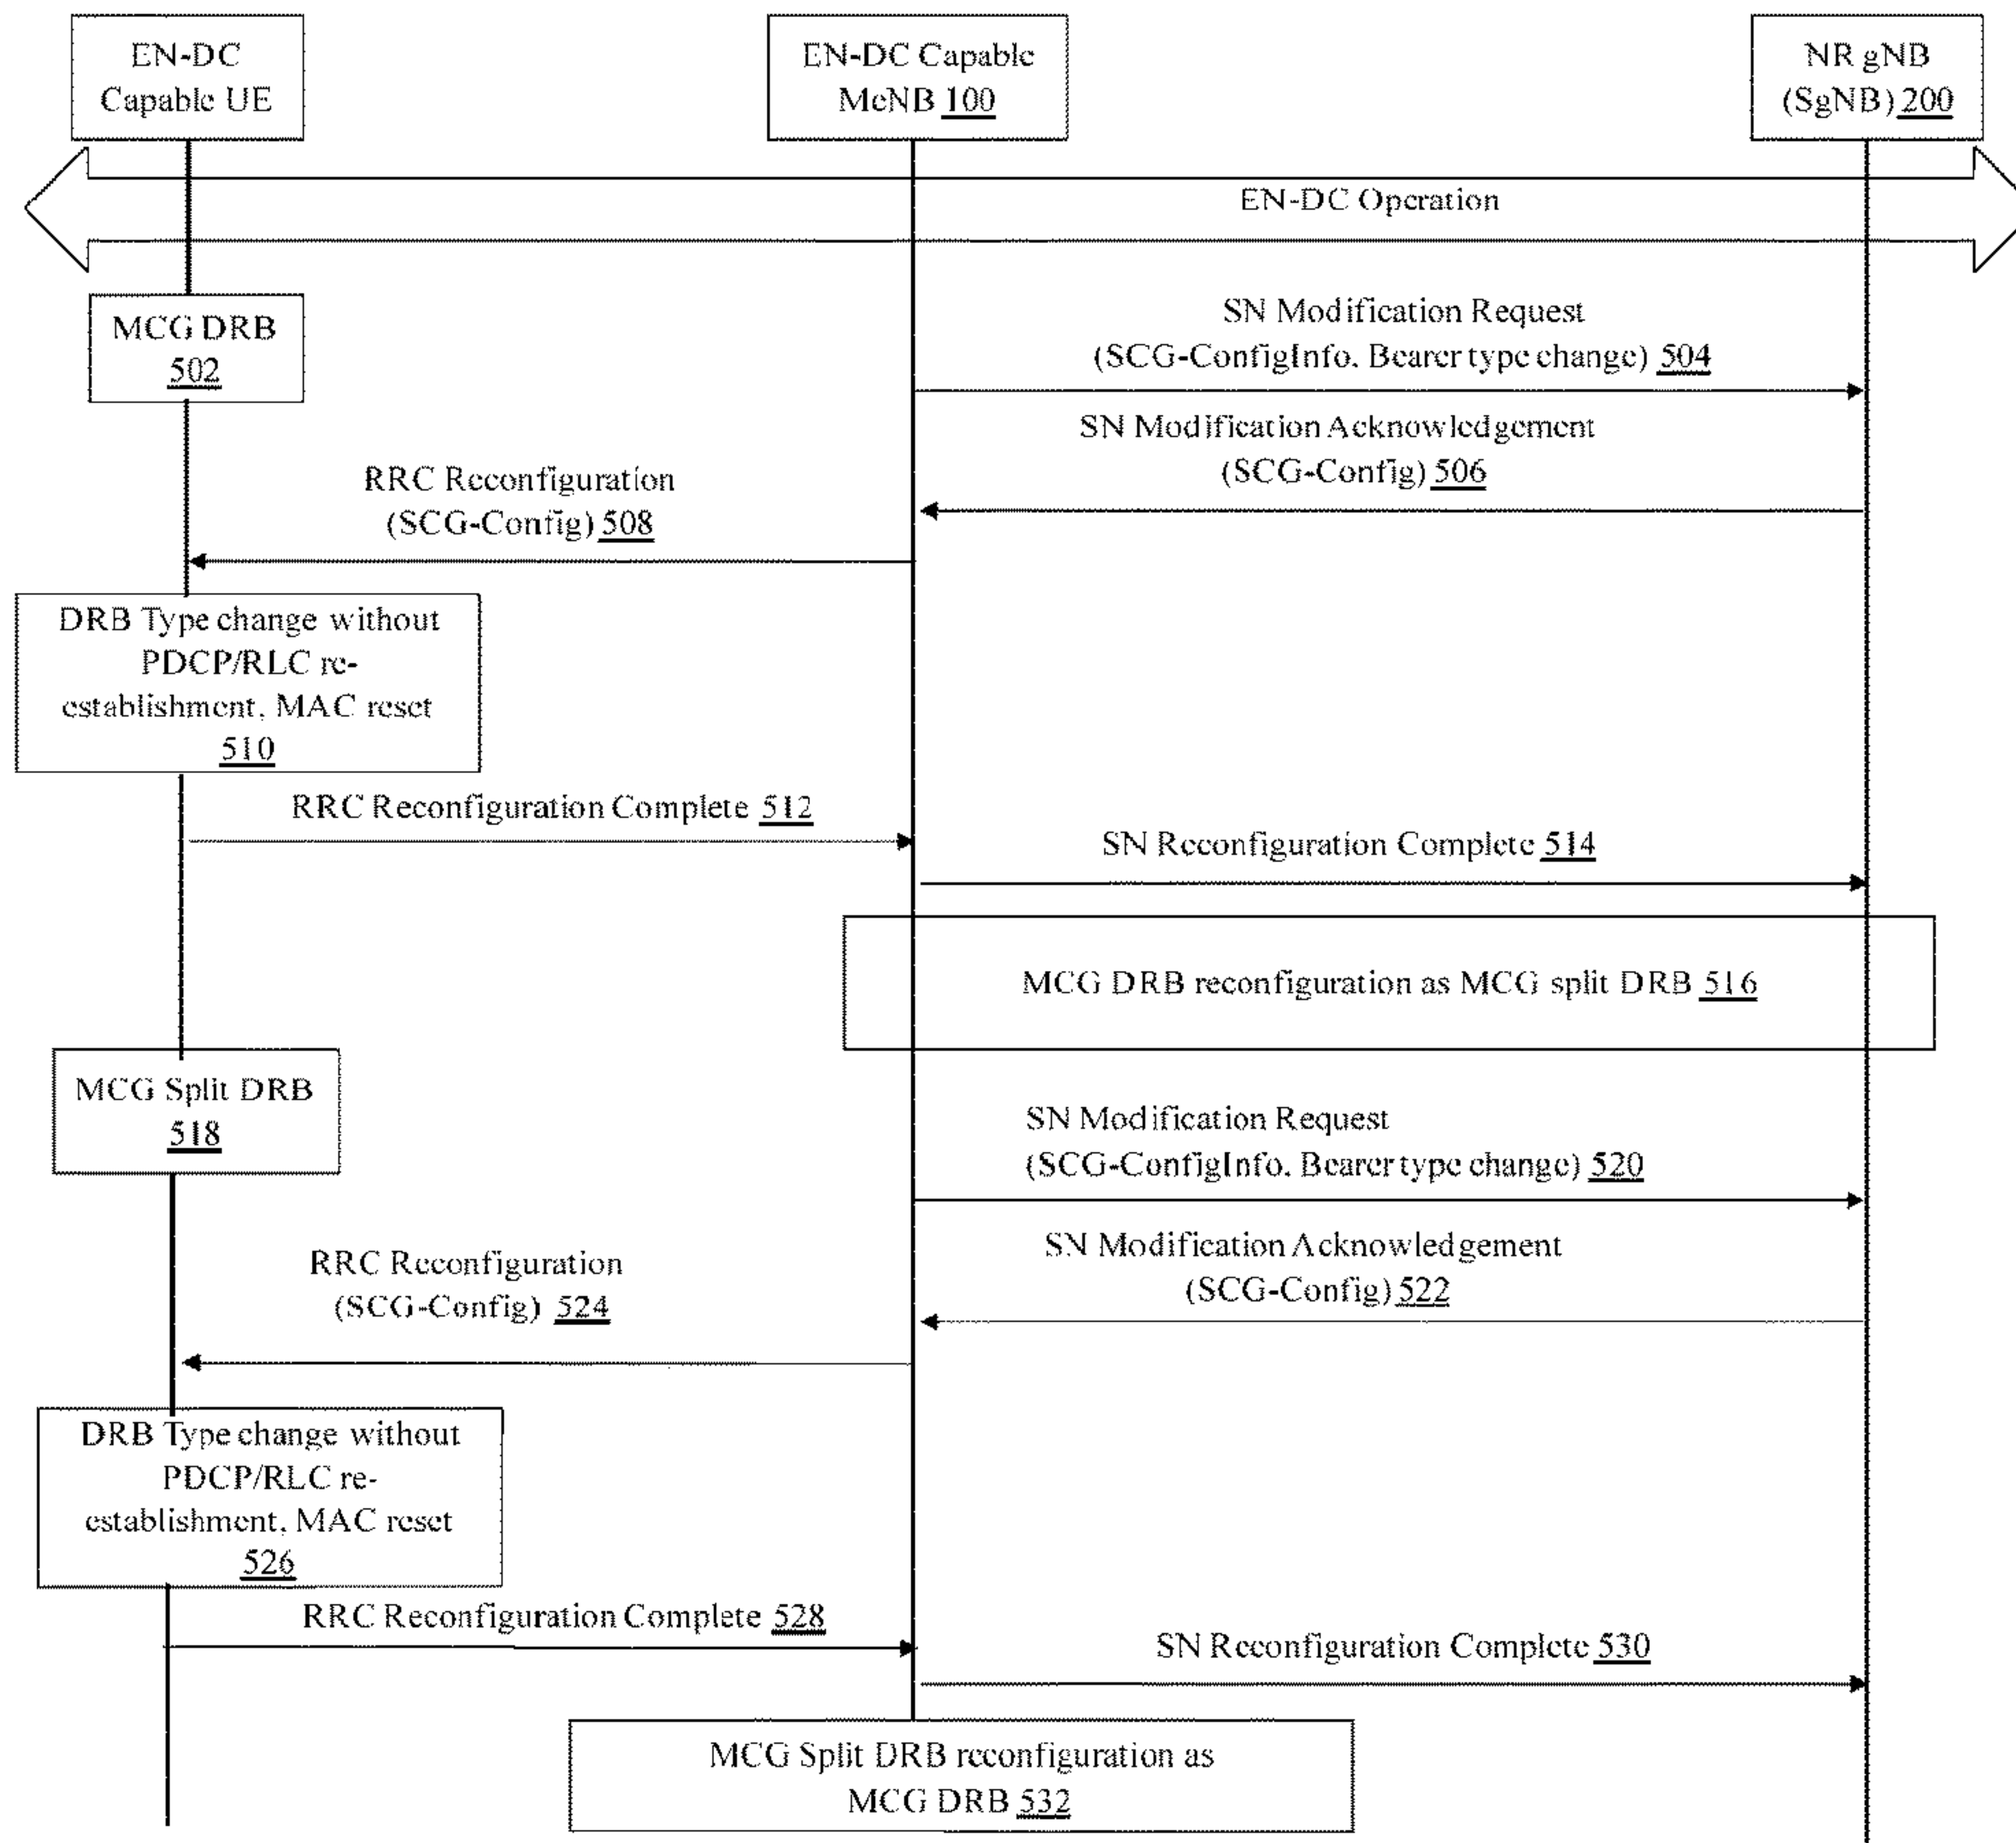 EN-DC
Capable UE
EN-DC Capable
MeNB 100
NR gNB
(SgNB) 200
EN-DC Operation
MCG DRB
502
SN Modification Request
(SCG-ConfigInfo, Bearer type change) 504
SN Modification Acknowledgement
(SCG-Config) 506
RRC Reconfiguration
(SCG-Config) 508
DRB Type change without
PDCP/RLC re-
establishment, MAC reset
510
RRC Reconfiguration Complete 512
SN Reconfiguration Complete 514
MCG DRB reconfiguration as MCG split DRB 516
MCG Split DRB
518
SN Modification Request
(SCG-ConfigInfo, Bearer type change) 520
SN Modification Acknowledgement
(SCG-Config) 522
RRC Reconfiguration
(SCG-Config) 524
DRB Type change without
PDCP/RLC re-
establishment, MAC reset
526
RRC Reconfiguration Complete 528
SN Reconfiguration Complete 530
MCG Split DRB reconfiguration as
MCG DRB 532